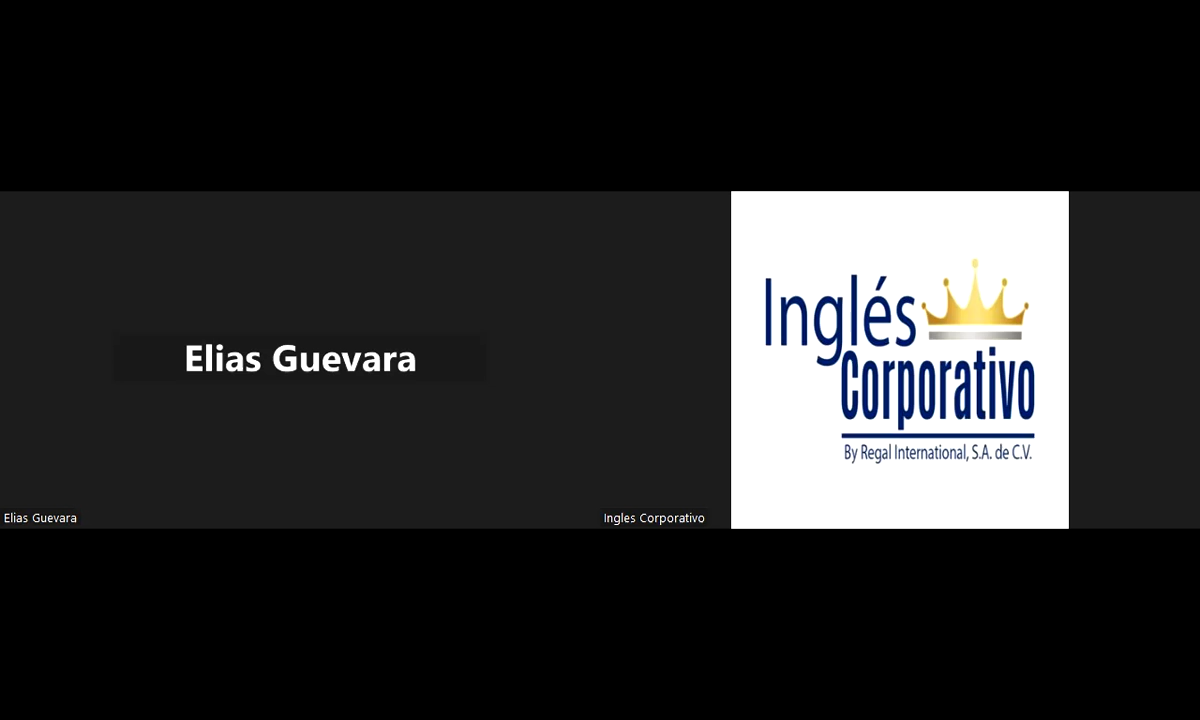 Elias Guevara
Elias Guevara
Inglés
Corporativo
By Regal International, S.A. de C.V.
Ingles Corporativo